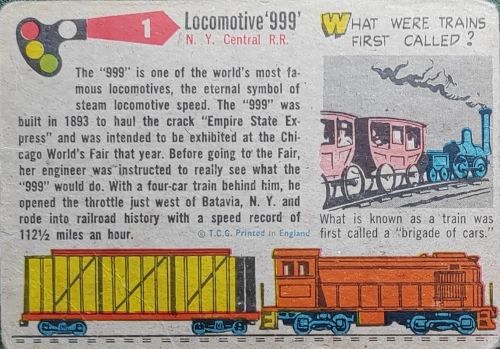 1
Locomotive '999'
N. Y. Central R.R.
The "999" is one of the world's most fa-
mous locomotives, the eternal symbol of
steam locomotive speed. The "999" was
built in 1893 to haul the crack "Empire State Ex-
press" and was intended to be exhibited at the Chi-
cago World's Fair that year. Before going to the Fair,
her engineer was instructed to really see what the
"999" would do. With a four-car train behind him, he
opened the throttle just west of Batavia, N. Y. and
rode into railroad history with a speed record of
112½ miles an hour.
© T.C.G. Printed in England
WHAT WERE TRAINS
FIRST CALLED?
What is known as a train was
first called a "brigade of cars."